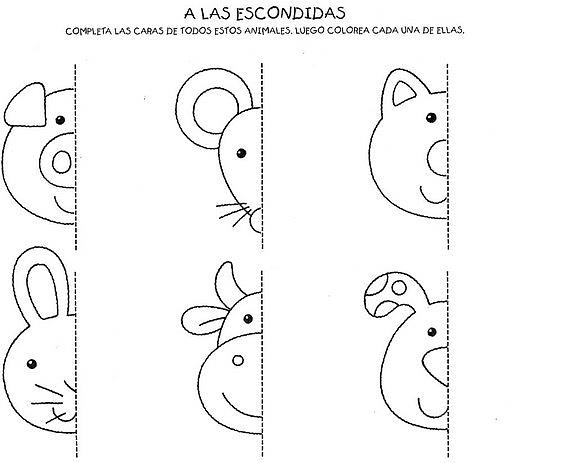 A LAS ESCONDIDAS
COMPLETA LAS CARAS DE TODOS ESTOS ANIMALES. LUEGO COLOREA CADA UNA DE ELLAS.